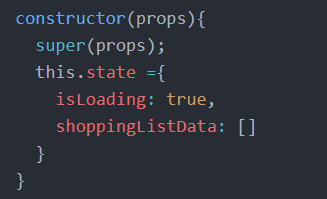 constructor(props){
  super(props);
  this.state ={
    isLoading: true,
    shoppingListData: []
  }
}